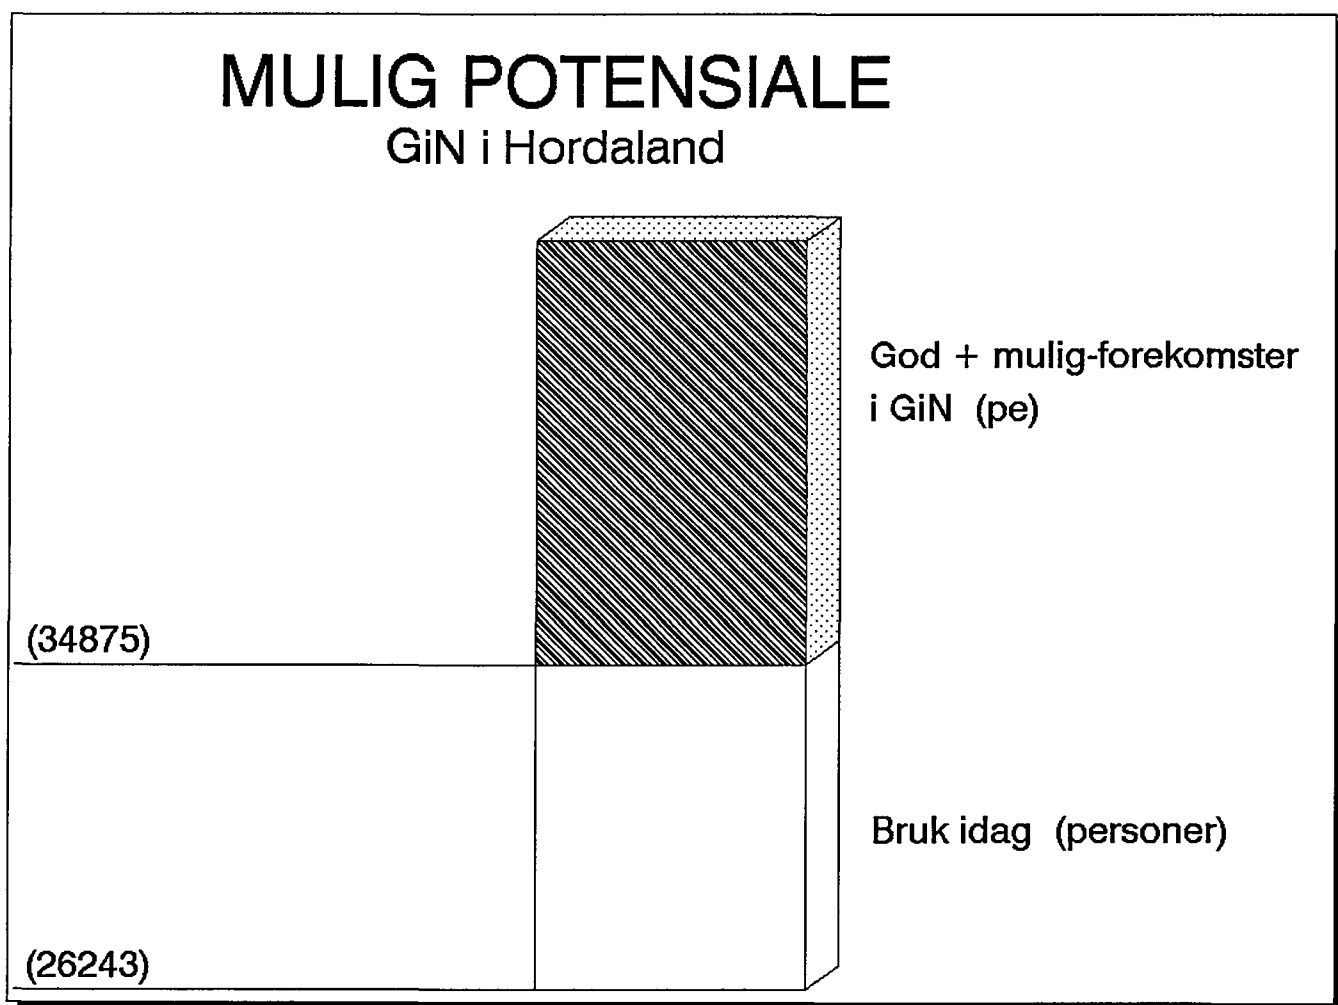 MULIG POTENSIALE
GiN i Hordaland
God + mulig-forekomster
i GiN (pe)
(34875)
Bruk idag (personer)
(26243)